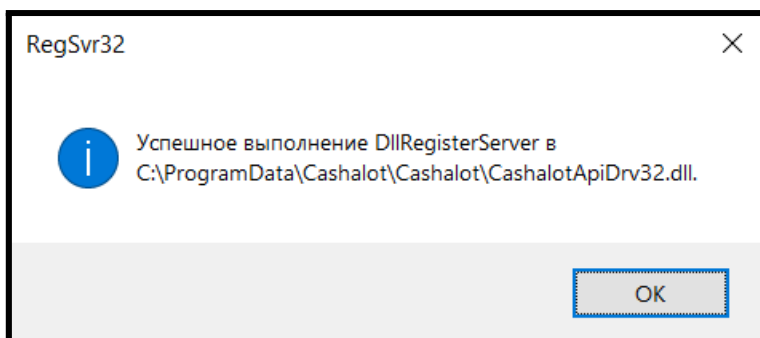 RegSvr32
Успешное выполнение DllRegisterServer в
C:\ProgramData\Cashalot\Cashalot\CashalotApiDrv32.dll.
OK